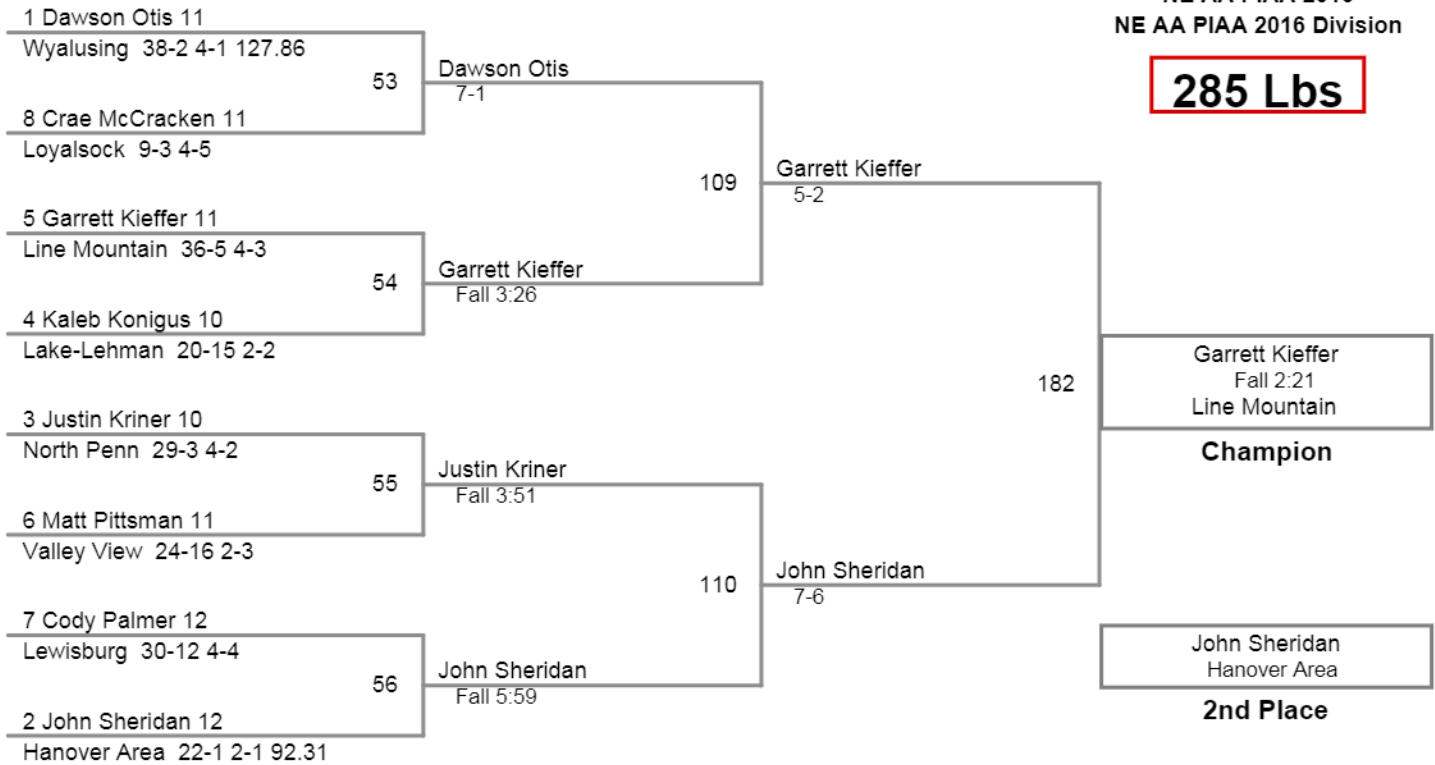 NE AA PIAA 2016 Division
285 Lbs
1 Dawson Otis 11
Wyalusing 38-2 4-1 127.86
53
Dawson Otis
7-1
8 Crae McCracken 11
Loyalsock 9-3 4-5
109
Garrett Kieffer
5-2
5 Garrett Kieffer 11
Line Mountain 36-5 4-3
54
Garrett Kieffer
Fall 3:26
4 Kaleb Konigus 10
Lake-Lehman 20-15 2-2
182
Garrett Kieffer
Fall 2:21
Line Mountain
Champion
3 Justin Kriner 10
North Penn 29-3 4-2
55
Justin Kriner
Fall 3:51
6 Matt Pittsman 11
Valley View 24-16 2-3
110
John Sheridan
7-6
7 Cody Palmer 12
Lewisburg 30-12 4-4
56
John Sheridan
Fall 5:59
2 John Sheridan 12
Hanover Area 22-1 2-1 92.31
John Sheridan
Hanover Area
2nd Place